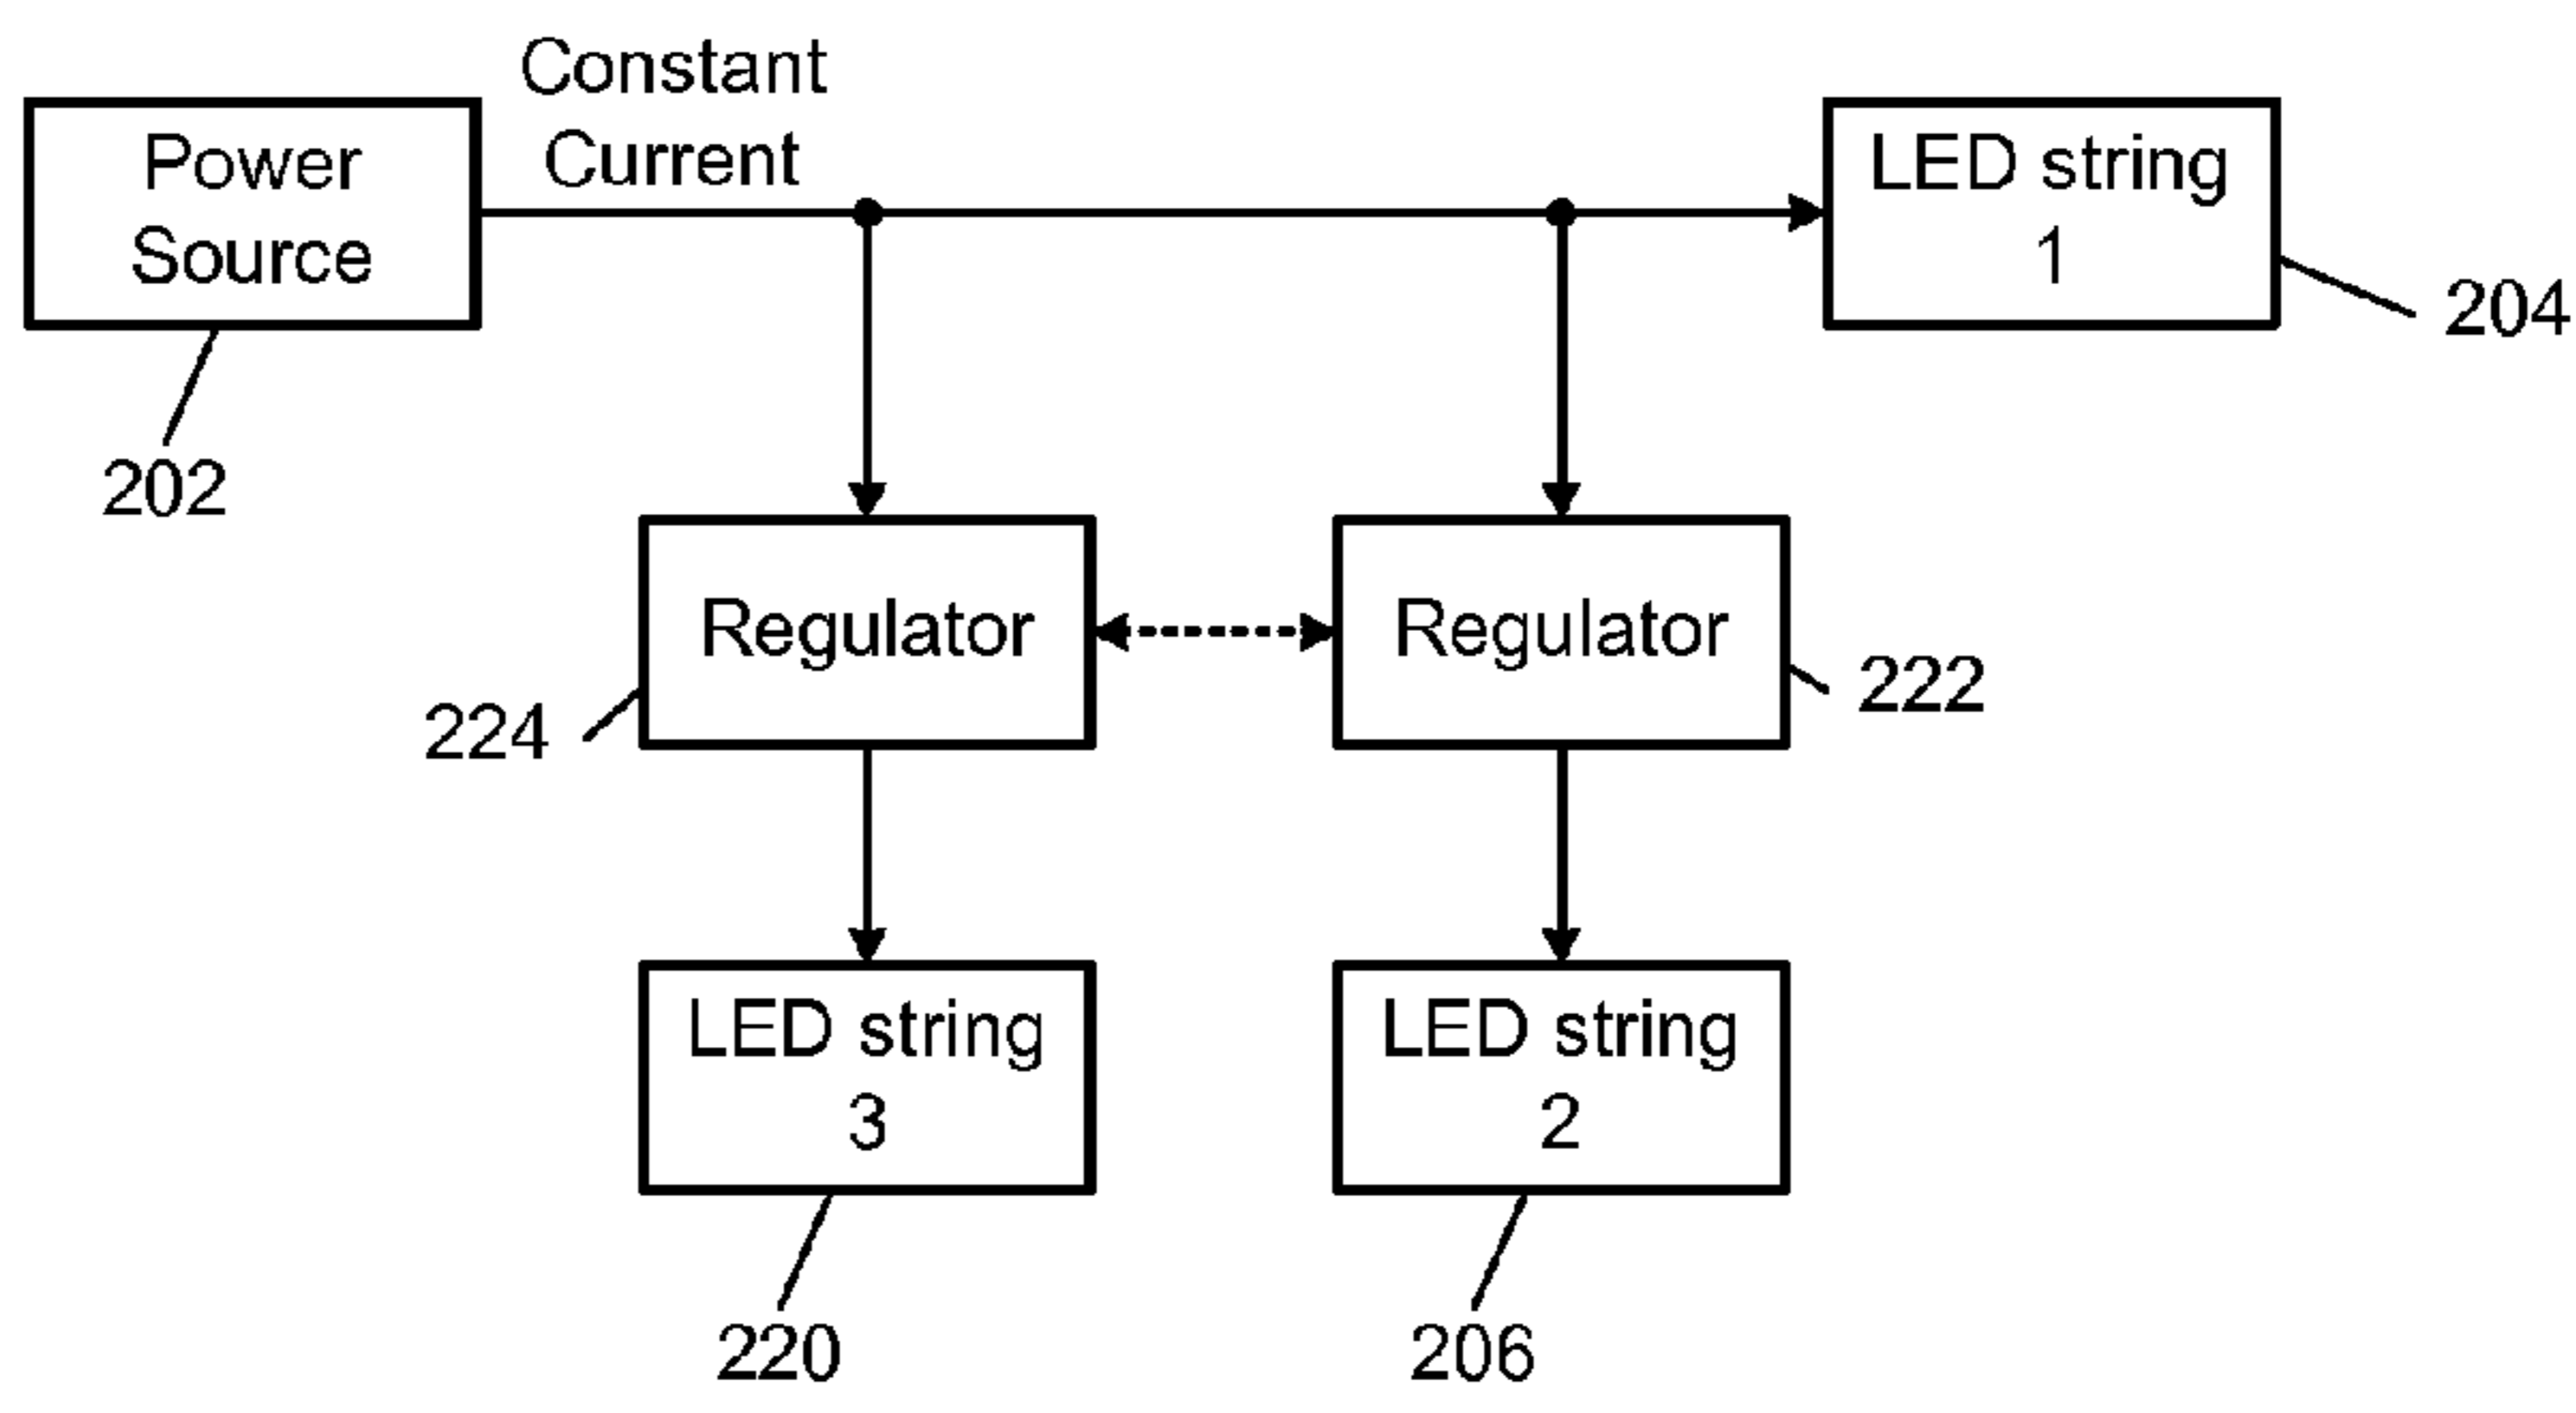 Constant
Current
Power
Source
LED string
1
204
202
Regulator
Regulator
224
222
LED string
3
LED string
2
220
206